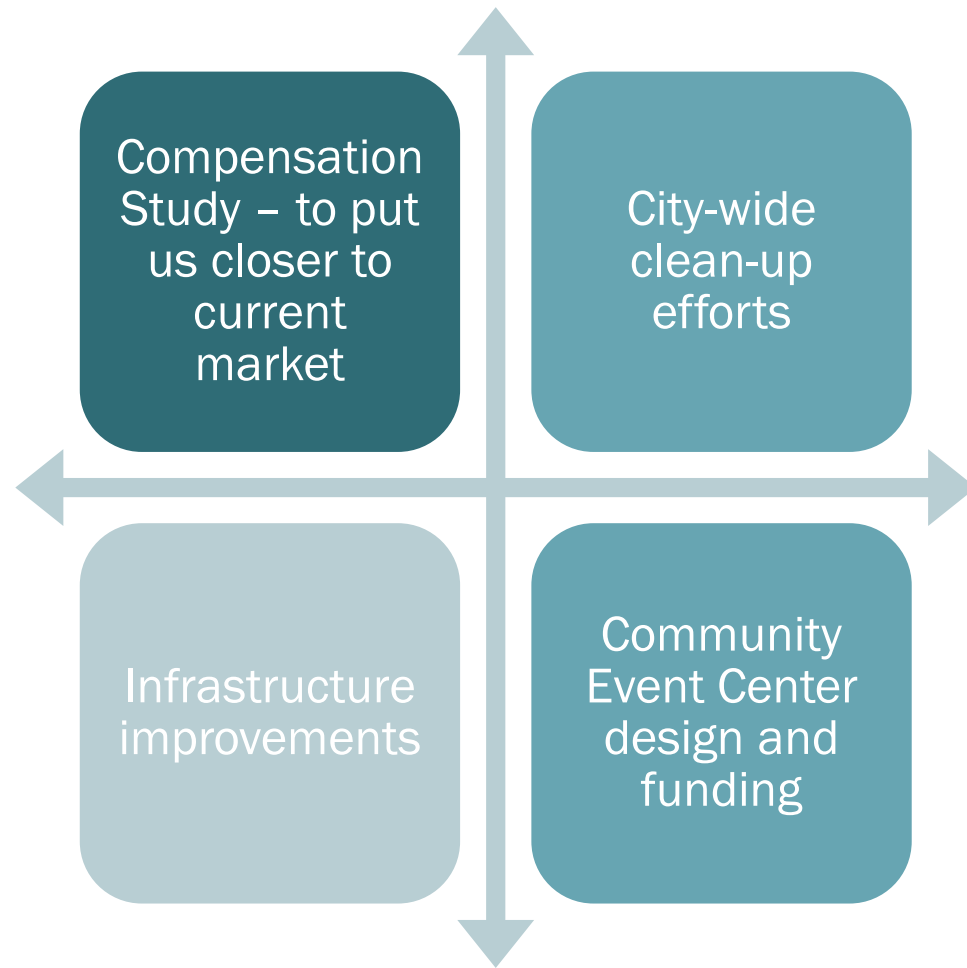 Compensation
Study – to put
us closer to
current
market
City-wide
clean-up
efforts
Infrastructure
improvements
Community
Event Center
design and
funding